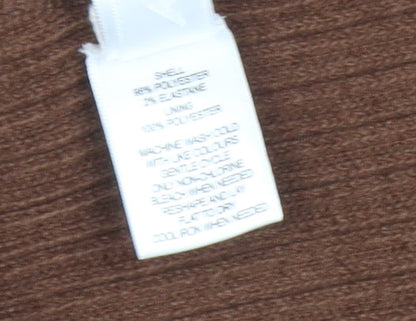 SHELL
98% POLYESTER
2% ELASTANE
LINING
100% POLYESTER
MACHINE WASH COLD
WITH LIKE COLOURS
GENTLE CYCLE
ONLY NON-CHLORINE
BLEACH WHEN NEEDED
RESHAPE AND LAY
FLAT TO DRY
COOL IRON WHEN NEEDED